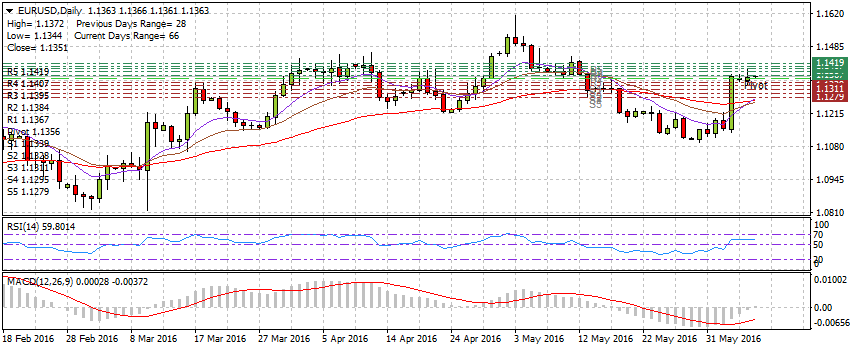 EURUSD,Daily 1.1363 1.1366 1.1361 1.1363
High= 1.1372 Previous Days Range= 28
Low= 1.1344 Current Days Range= 66
Close= 1.1351
R5 1.1419
R4 1.1407
R3 1.1395
R2 1.1384
R1 1.1367
Pivot 1.1356
S1 1.1339
S2 1.1328
S3 1.1311
S4 1.1295
S5 1.1279
Pivot
1.1620
1.1485
1.1419
1.1311
1.1279
1.1215
1.1080
1.0945
1.0810
RSI(14) 59.8014
100
70
50
20
0
MACD(12,26,9) 0.00028 -0.00372
0.01002
0.00
-0.00656
18 Feb 2016 28 Feb 2016 8 Mar 2016 17 Mar 2016 27 Mar 2016 5 Apr 2016 14 Apr 2016 24 Apr 2016 3 May 2016 12 May 2016 22 May 2016 31 May 2016